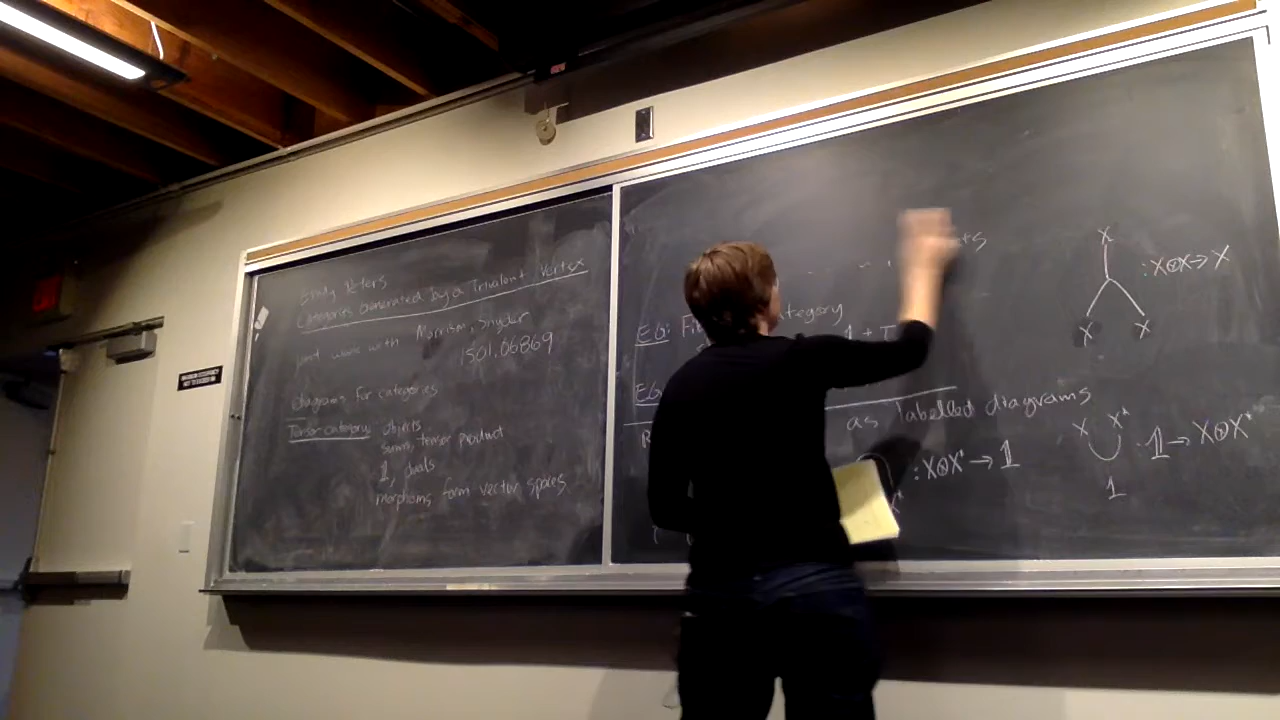 Emily Peters
Categories Generated by a Trivalent Vertex
joint work with Morrison, Snyder
1501.06869
diagrams for categories
Tensor category: objects
sums, tensor product
𝟙, duals
morphisms form vector spaces
EG: category
1 + T
EG
as labelled diagrams
: X⊗X* → 𝟙
X
X X
: X⊗X → X
X X*
𝟙
: 𝟙 → X⊗X*